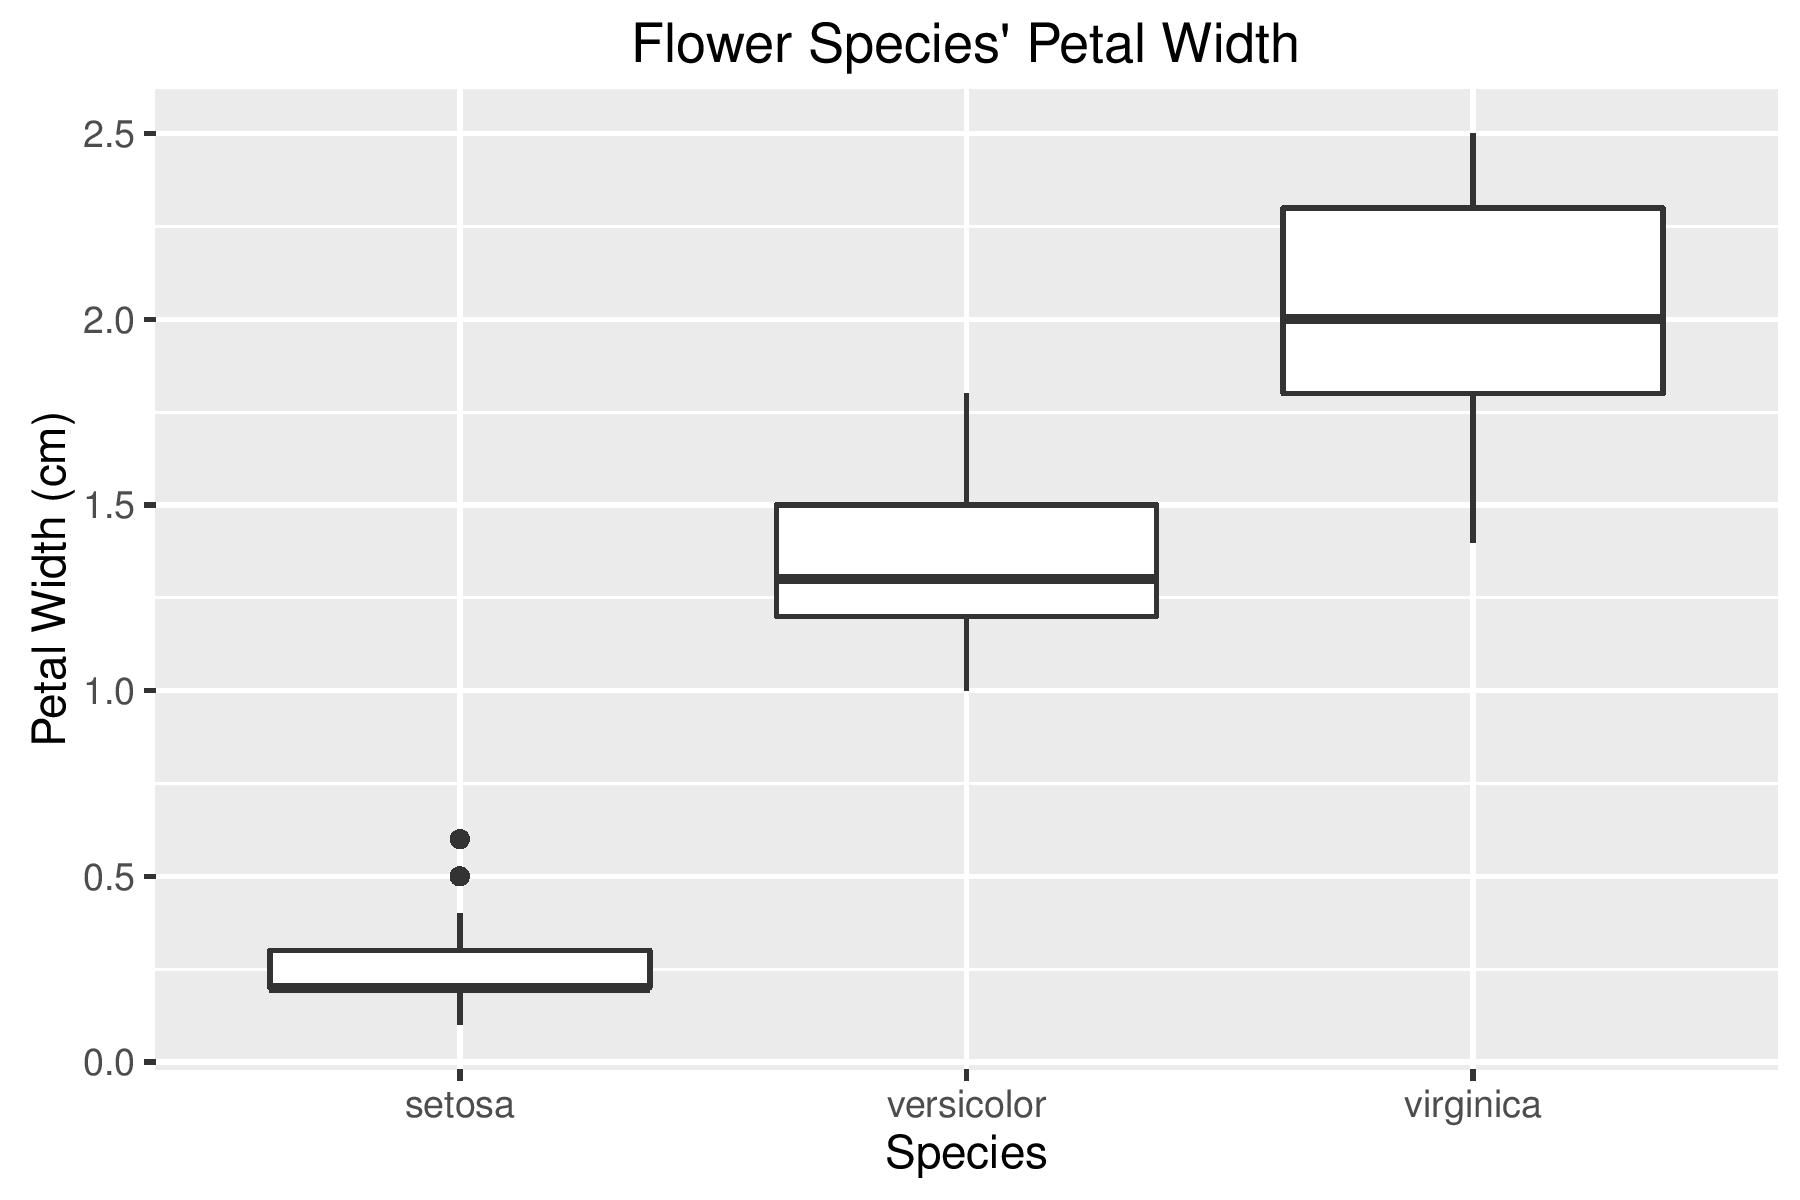 Flower Species' Petal Width
Petal Width (cm)
2.5
2.0
1.5
1.0
0.5
0.0
setosa versicolor virginica
Species